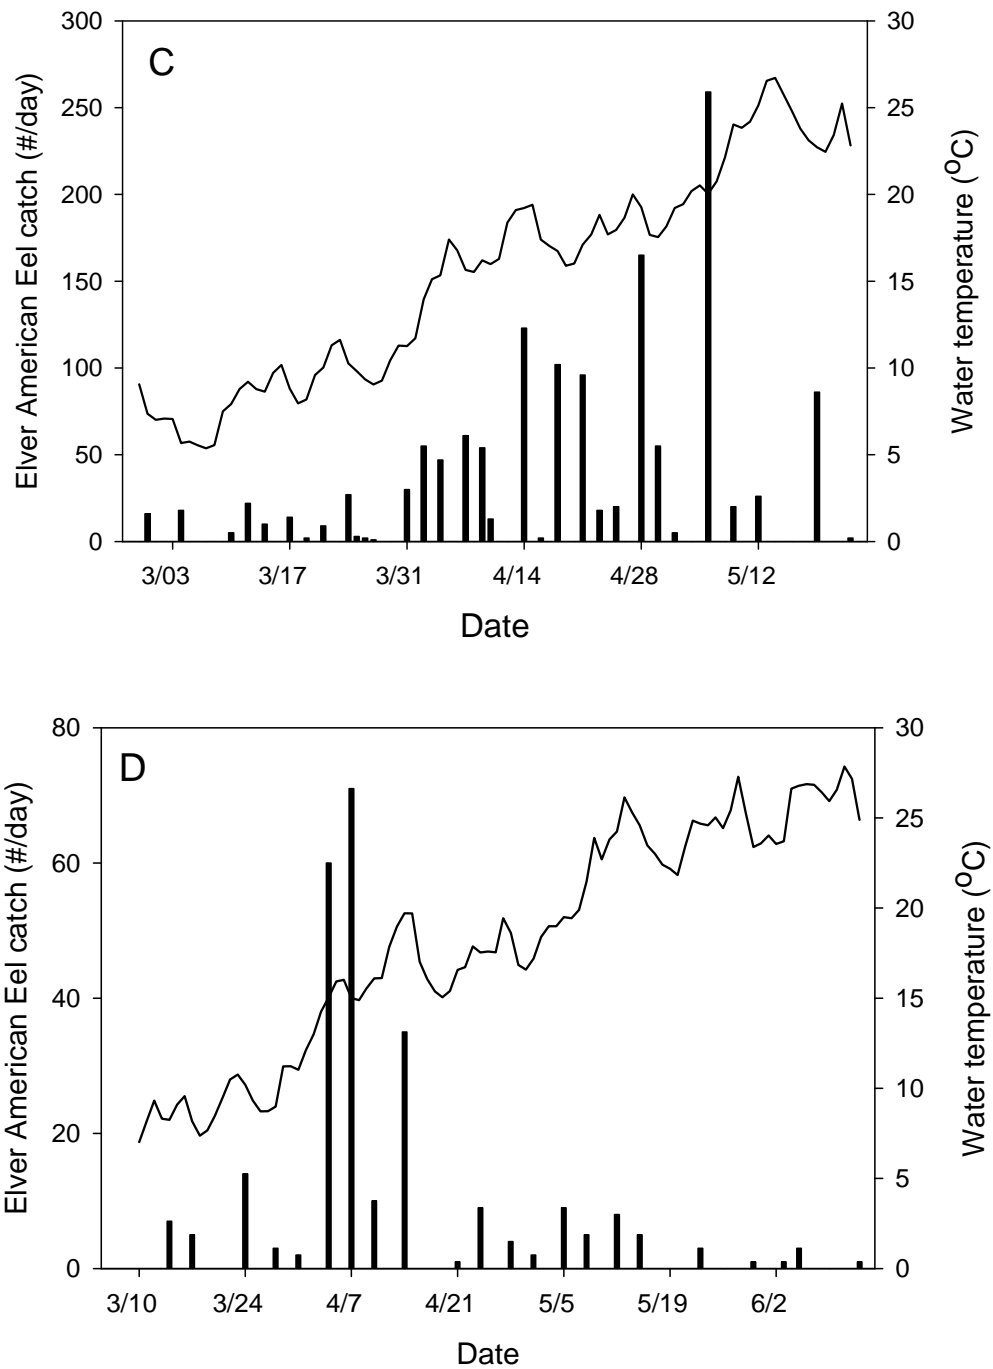 C
300
250
200
150
100
50
0
30
25
20
15
10
5
0
Elver American Eel catch (#/day)
Water temperature (ºC)
3/03 3/17 3/31 4/14 4/28 5/12
Date
D
80
60
40
20
0
30
25
20
15
10
5
0
Elver American Eel catch (#/day)
Water temperature (ºC)
3/10 3/24 4/7 4/21 5/5 5/19 6/2
Date